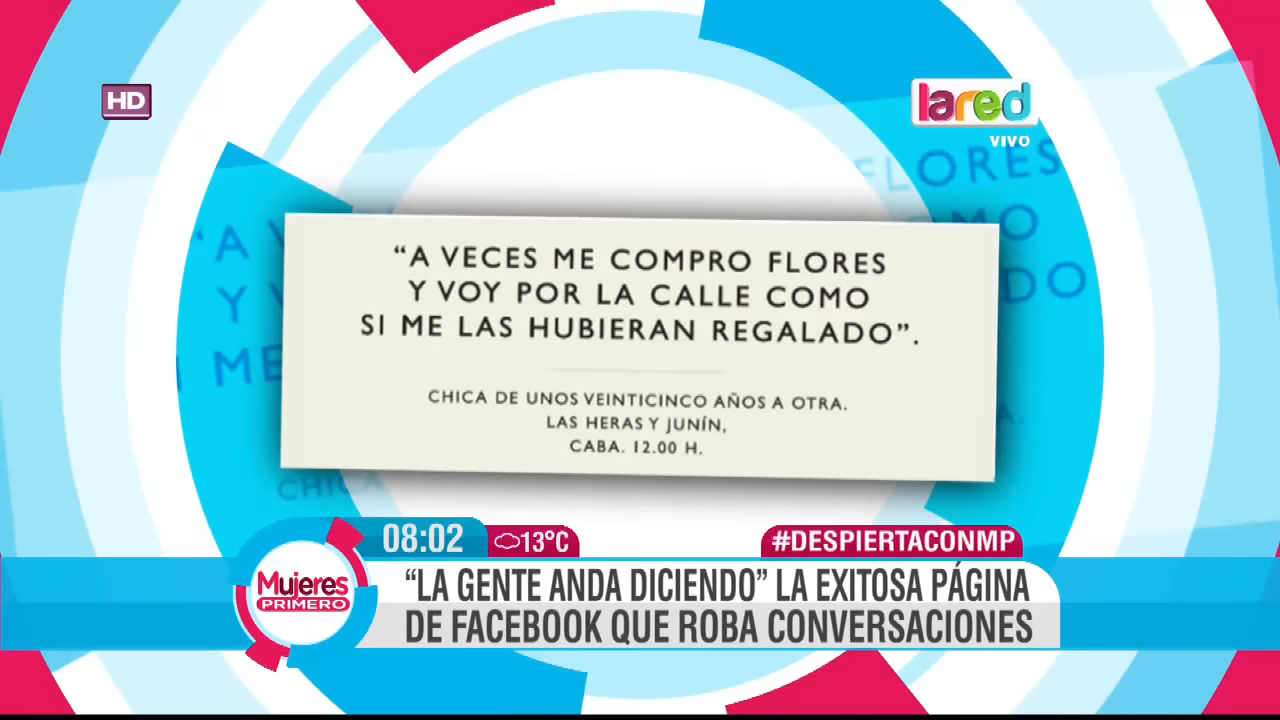 HD
lared
VIVO
FLORES
“A VECES ME COMPRO FLORES
Y VOY POR LA CALLE COMO
SI ME LAS HUBIERAN REGALADO”.
CHICA DE UNOS VEINTICINCO AÑOS A OTRA.
LAS HERAS Y JUNÍN,
CABA. 12.00 H.
08:02
13°C
#DESPIERTACONMP
Mujeres
PRIMERO
“LA GENTE ANDA DICIENDO” LA EXITOSA PÁGINA
DE FACEBOOK QUE ROBA CONVERSACIONES